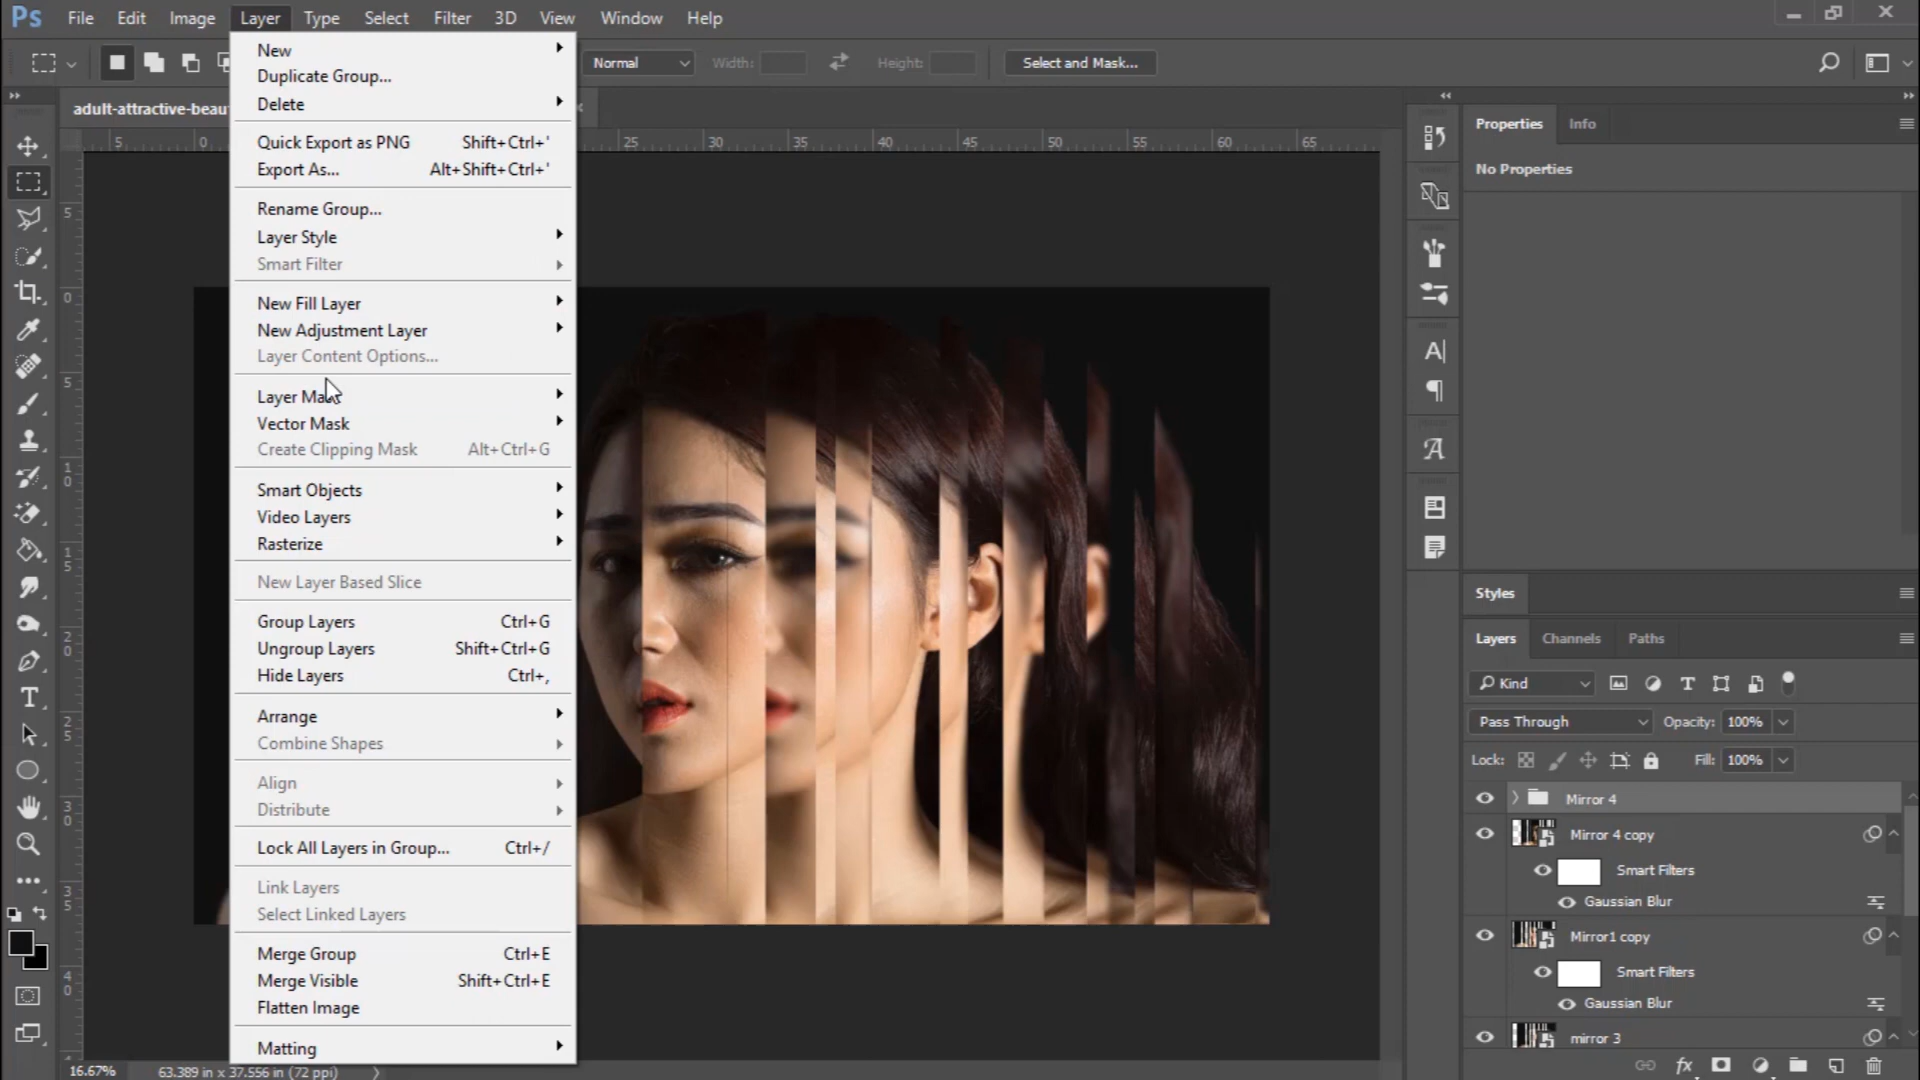 Ps File Edit Image Layer Type Select Filter 3D View Window Help
Normal Width: Height: Select and Mask...
adult-attractive-beau
5 0 25 30 35 40 45 50 55 60 65
5
0
5
10
15
20
25
30
35
40
New
Duplicate Group...
Delete
Quick Export as PNG Shift+Ctrl+'
Export As... Alt+Shift+Ctrl+'
Rename Group...
Layer Style
Smart Filter
New Fill Layer
New Adjustment Layer
Layer Content Options...
Layer Mask
Vector Mask
Create Clipping Mask Alt+Ctrl+G
Smart Objects
Video Layers
Rasterize
New Layer Based Slice
Group Layers Ctrl+G
Ungroup Layers Shift+Ctrl+G
Hide Layers Ctrl+,
Arrange
Combine Shapes
Align
Distribute
Lock All Layers in Group... Ctrl+/
Link Layers
Select Linked Layers
Merge Group Ctrl+E
Merge Visible Shift+Ctrl+E
Flatten Image
Matting
16.67% 63.389 in x 37.556 in (72 ppi)
Properties Info
No Properties
Styles
Layers Channels Paths
Kind
Pass Through Opacity: 100%
Lock: Fill: 100%
Mirror 4
Mirror 4 copy
Smart Filters
Gaussian Blur
Mirror1 copy
Smart Filters
Gaussian Blur
mirror 3